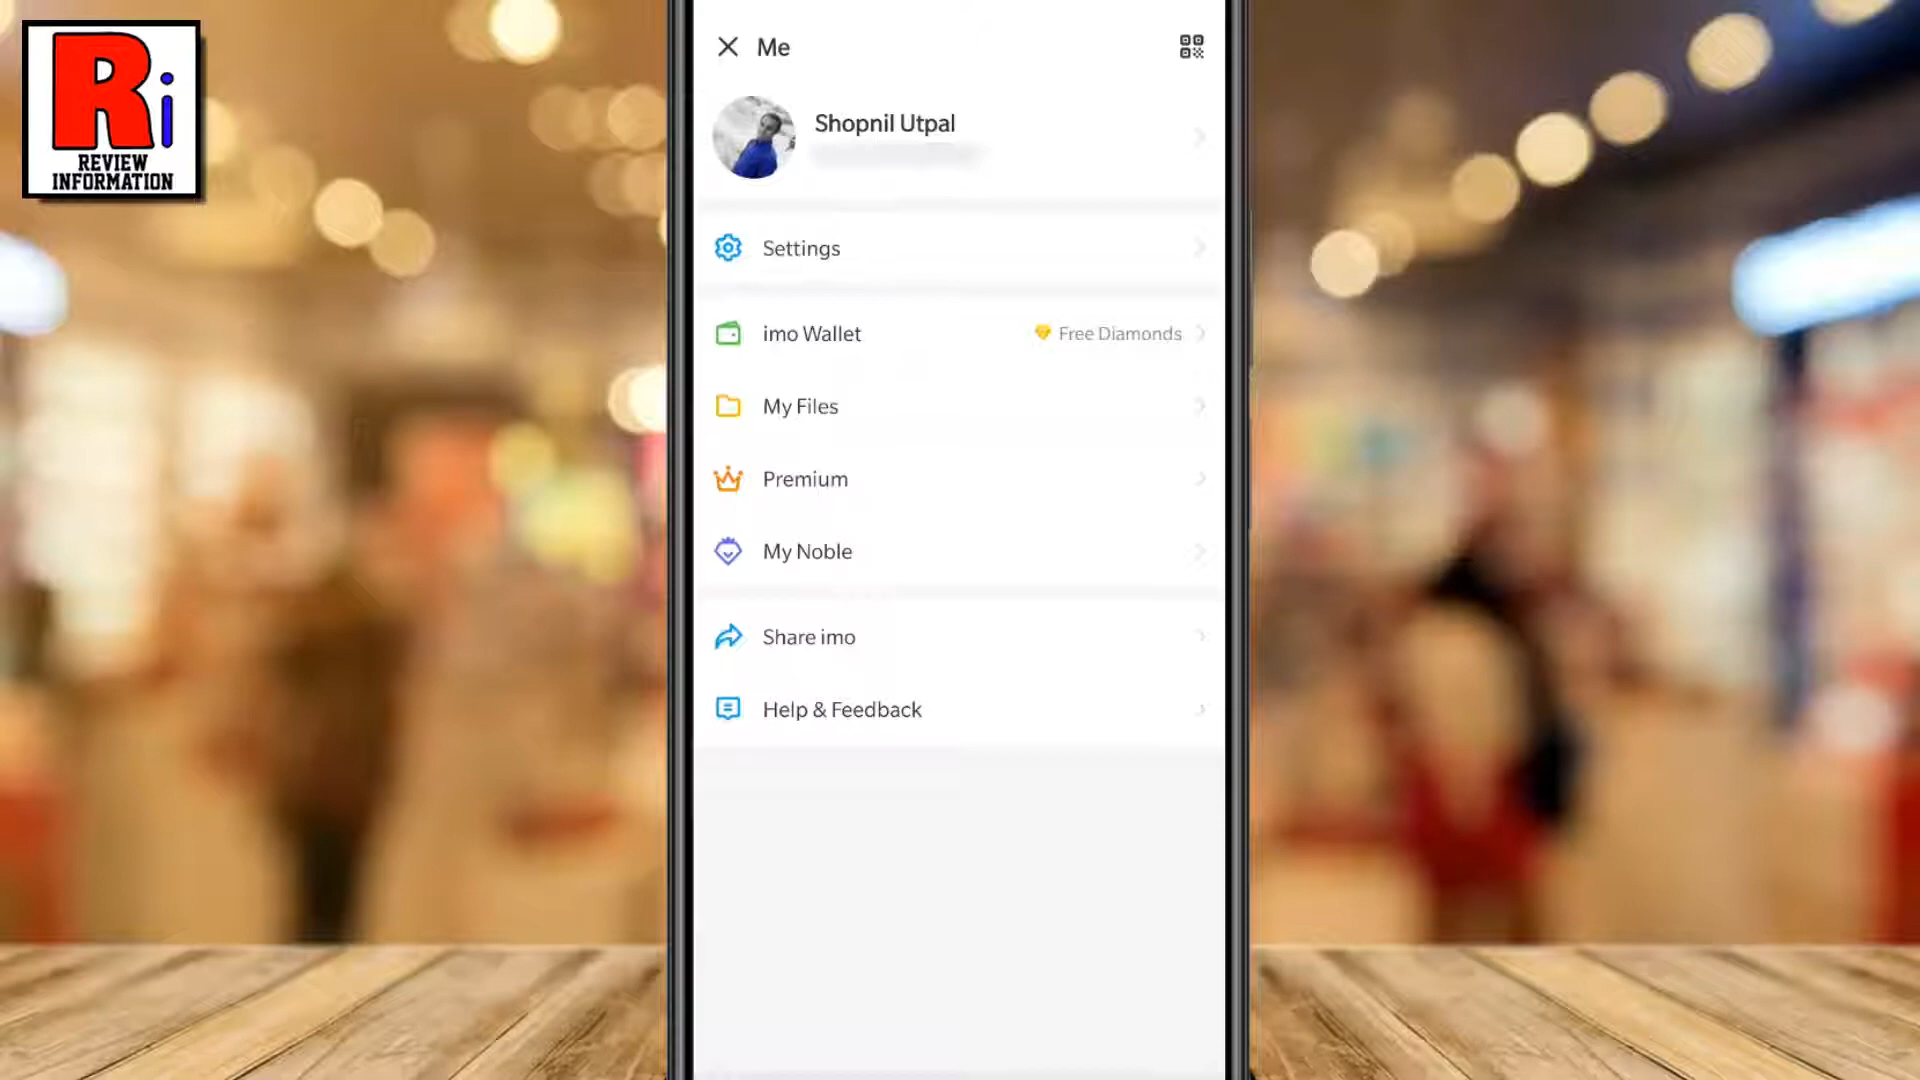 Ri
REVIEW
INFORMATION
Me
Shopnil Utpal
Settings
imo Wallet
Free Diamonds
My Files
Premium
My Noble
Share imo
Help & Feedback